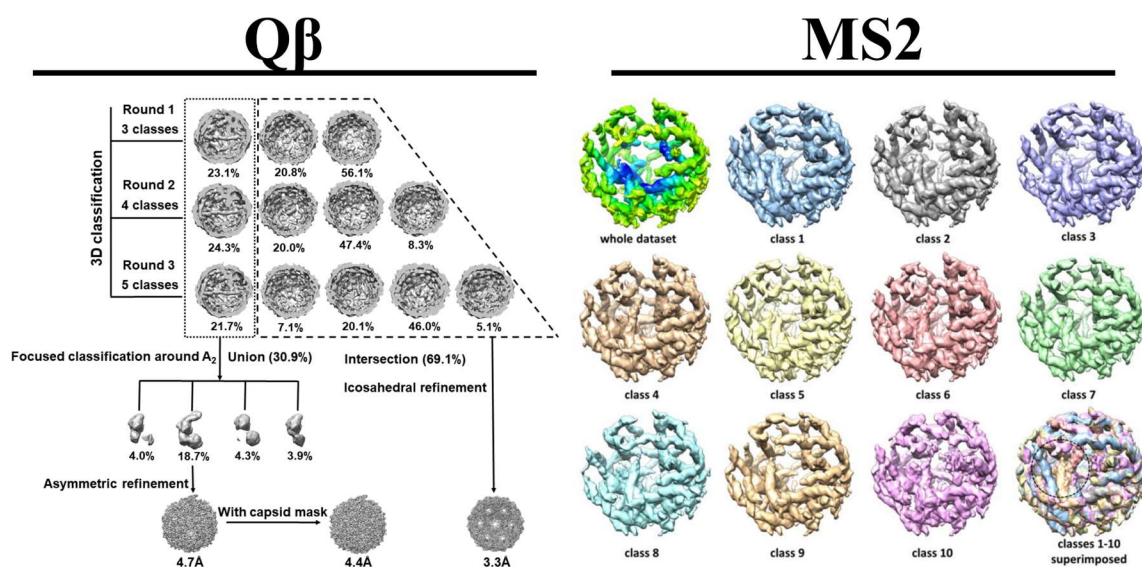 Qβ
MS2
3D classification
Round 1
3 classes
23.1% 20.8% 56.1%
Round 2
4 classes
24.3% 20.0% 47.4% 8.3%
Round 3
5 classes
21.7% 7.1% 20.1% 46.0% 5.1%
Focused classification around A₂
Union (30.9%)
Intersection (69.1%)
Icosahedral refinement
4.0% 18.7% 4.3% 3.9%
Asymmetric refinement
With capsid mask
4.7Å 4.4Å 3.3Å
whole dataset class 1 class 2 class 3
class 4 class 5 class 6 class 7
class 8 class 9 class 10 classes 1-10
superimposed